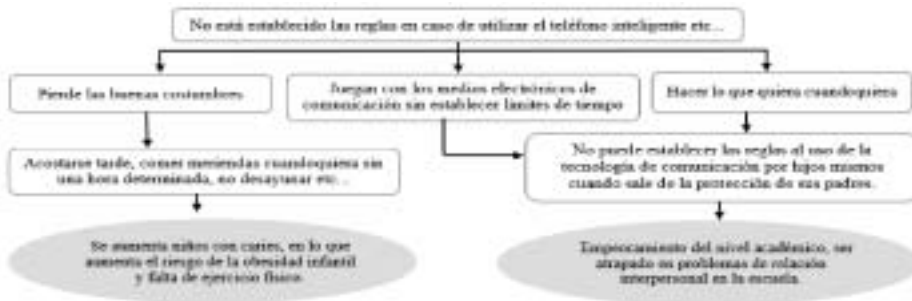 No está establecido las reglas en caso de utilizar el teléfono inteligente etc...
Pierde las buenas costumbres
Juegan con los medios electrónicos de
comunicación sin establecer límites de tiempo
Hacer lo que quiera cuandoquiera
Acostarse tarde, comer meriendas cuandoquiera sin
una hora determinada, no desayunar etc...
No puede establecer las reglas al uso de la
tecnología de comunicación por hijos mismos
cuando sale de la protección de sus padres.
Se aumenta niños con caries, en lo que
aumenta el riesgo de la obesidad infantil
y falta de ejercicio físico.
Empeoramiento del nivel académico, ser
atrapado en problemas de relación
interpersonal en la escuela.